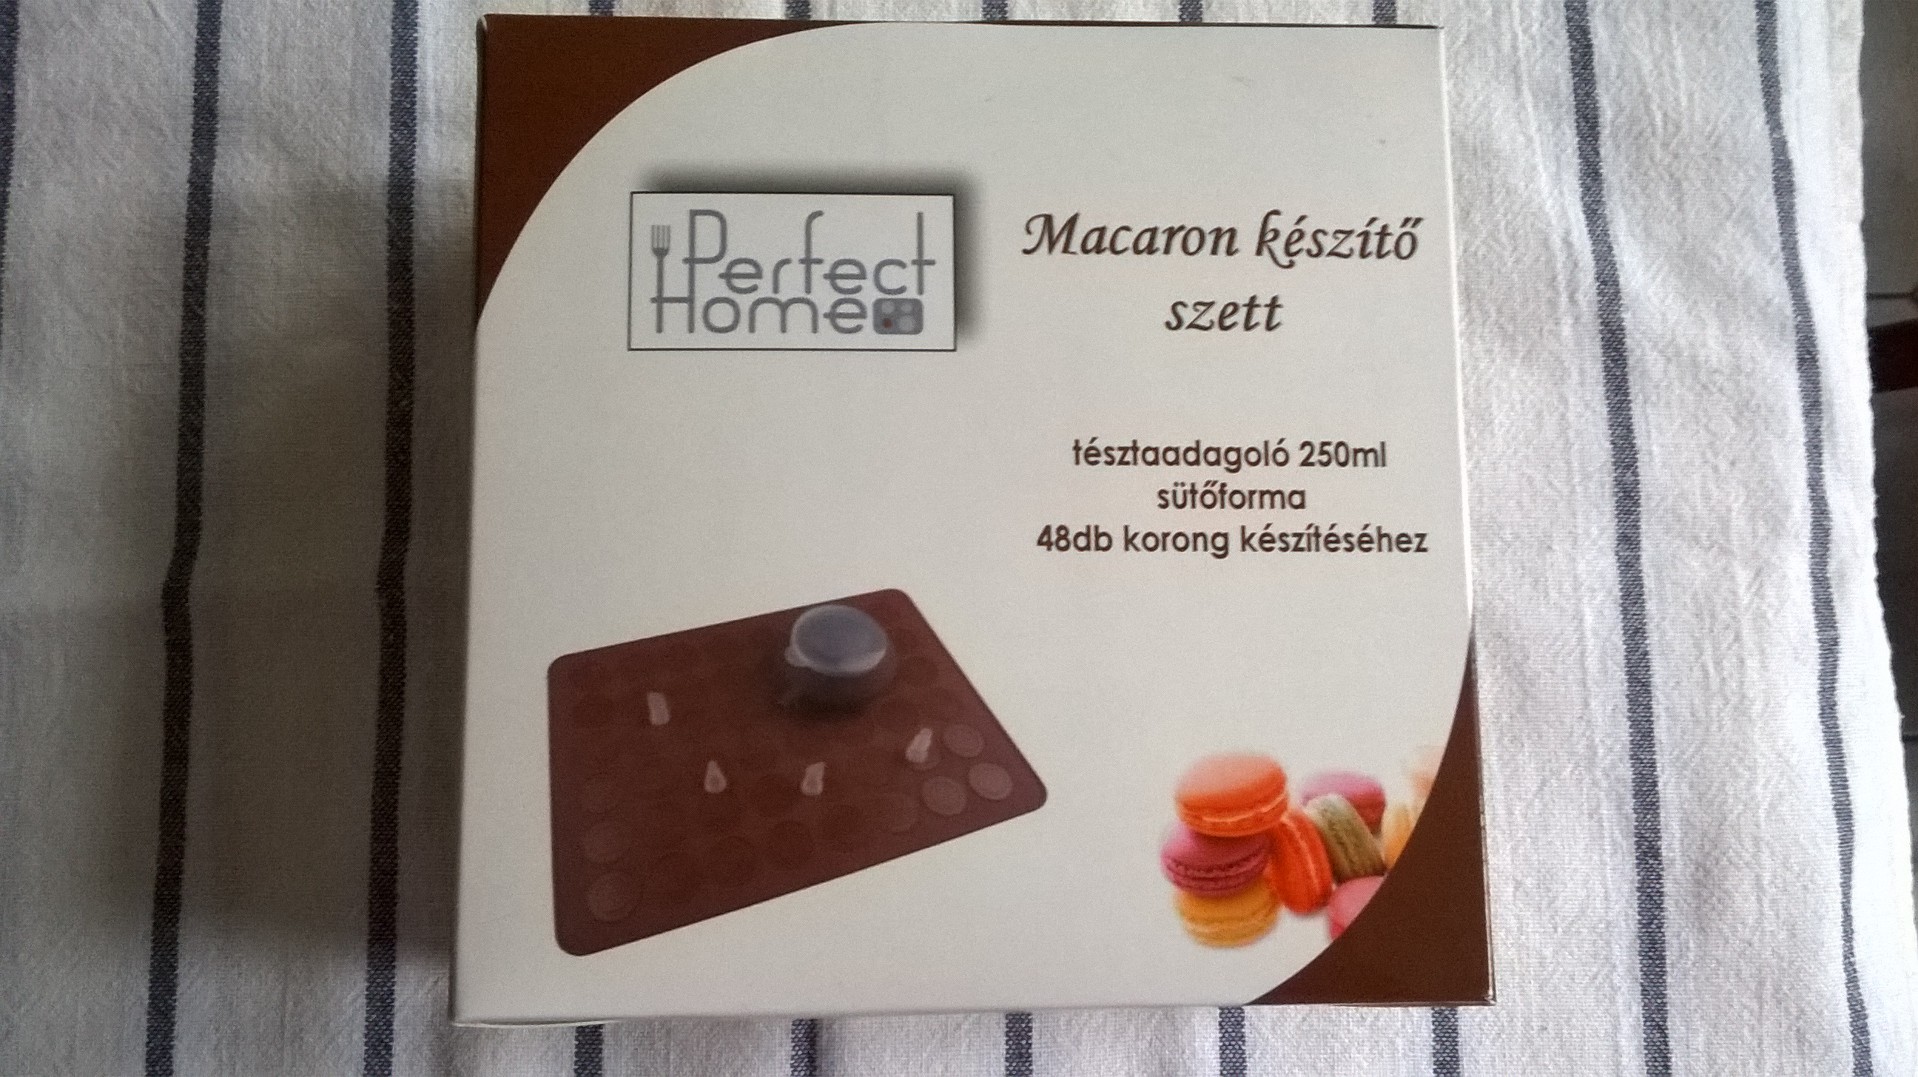 Perfect
Home
Macaron készítő
szett
tésztaadagoló 250ml
sütőforma
48db korong készítéséhez